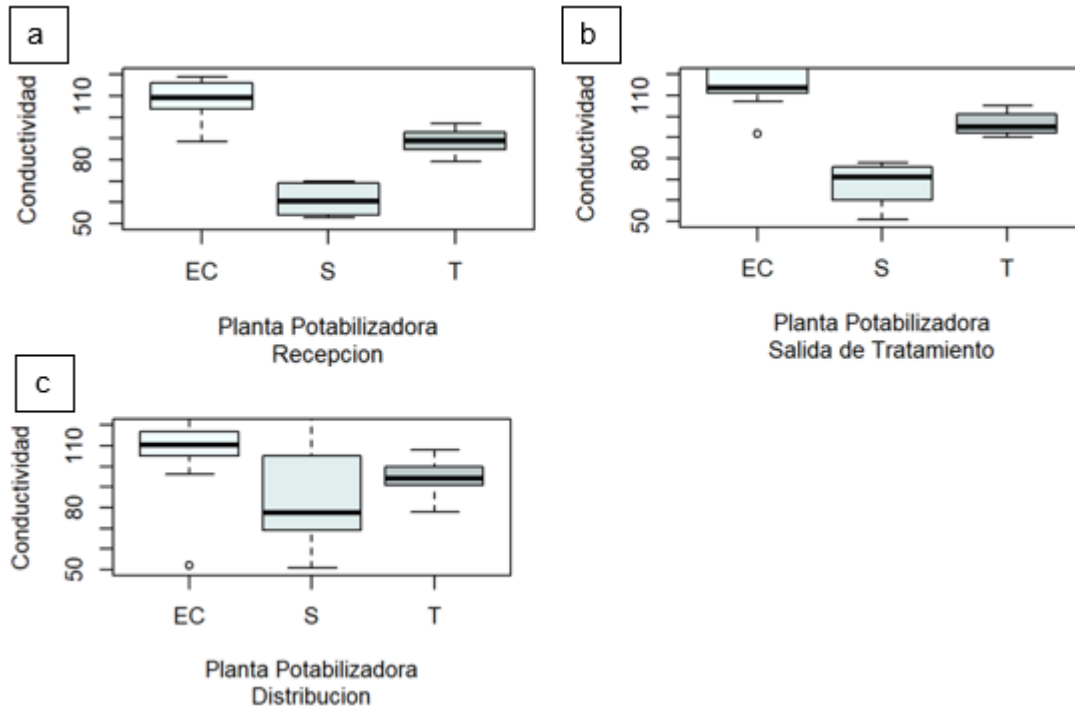 a
Conductividad
110
80
50
EC S T
Planta Potabilizadora
Recepcion
b
Conductividad
110
80
50
EC S T
Planta Potabilizadora
Salida de Tratamiento
c
Conductividad
110
80
50
EC S T
Planta Potabilizadora
Distribucion